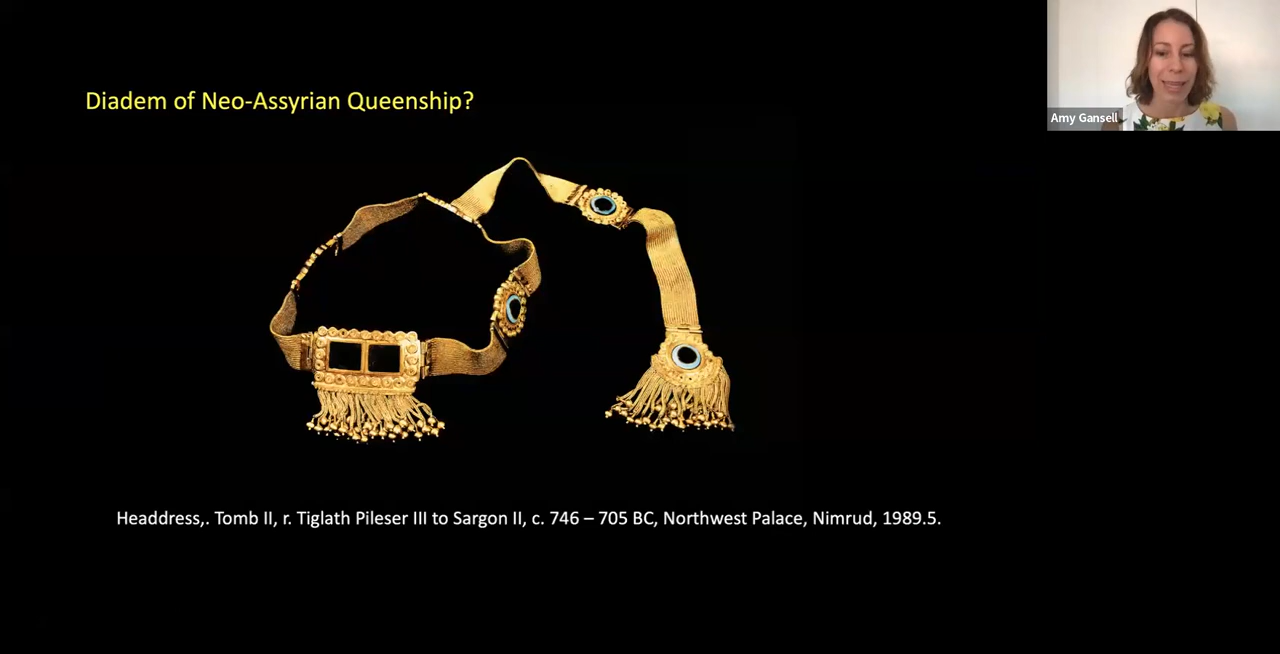 Diadem of Neo-Assyrian Queenship?
Amy Gansell
Headdress,. Tomb II, r. Tiglath Pileser III to Sargon II, c. 746 – 705 BC, Northwest Palace, Nimrud, 1989.5.